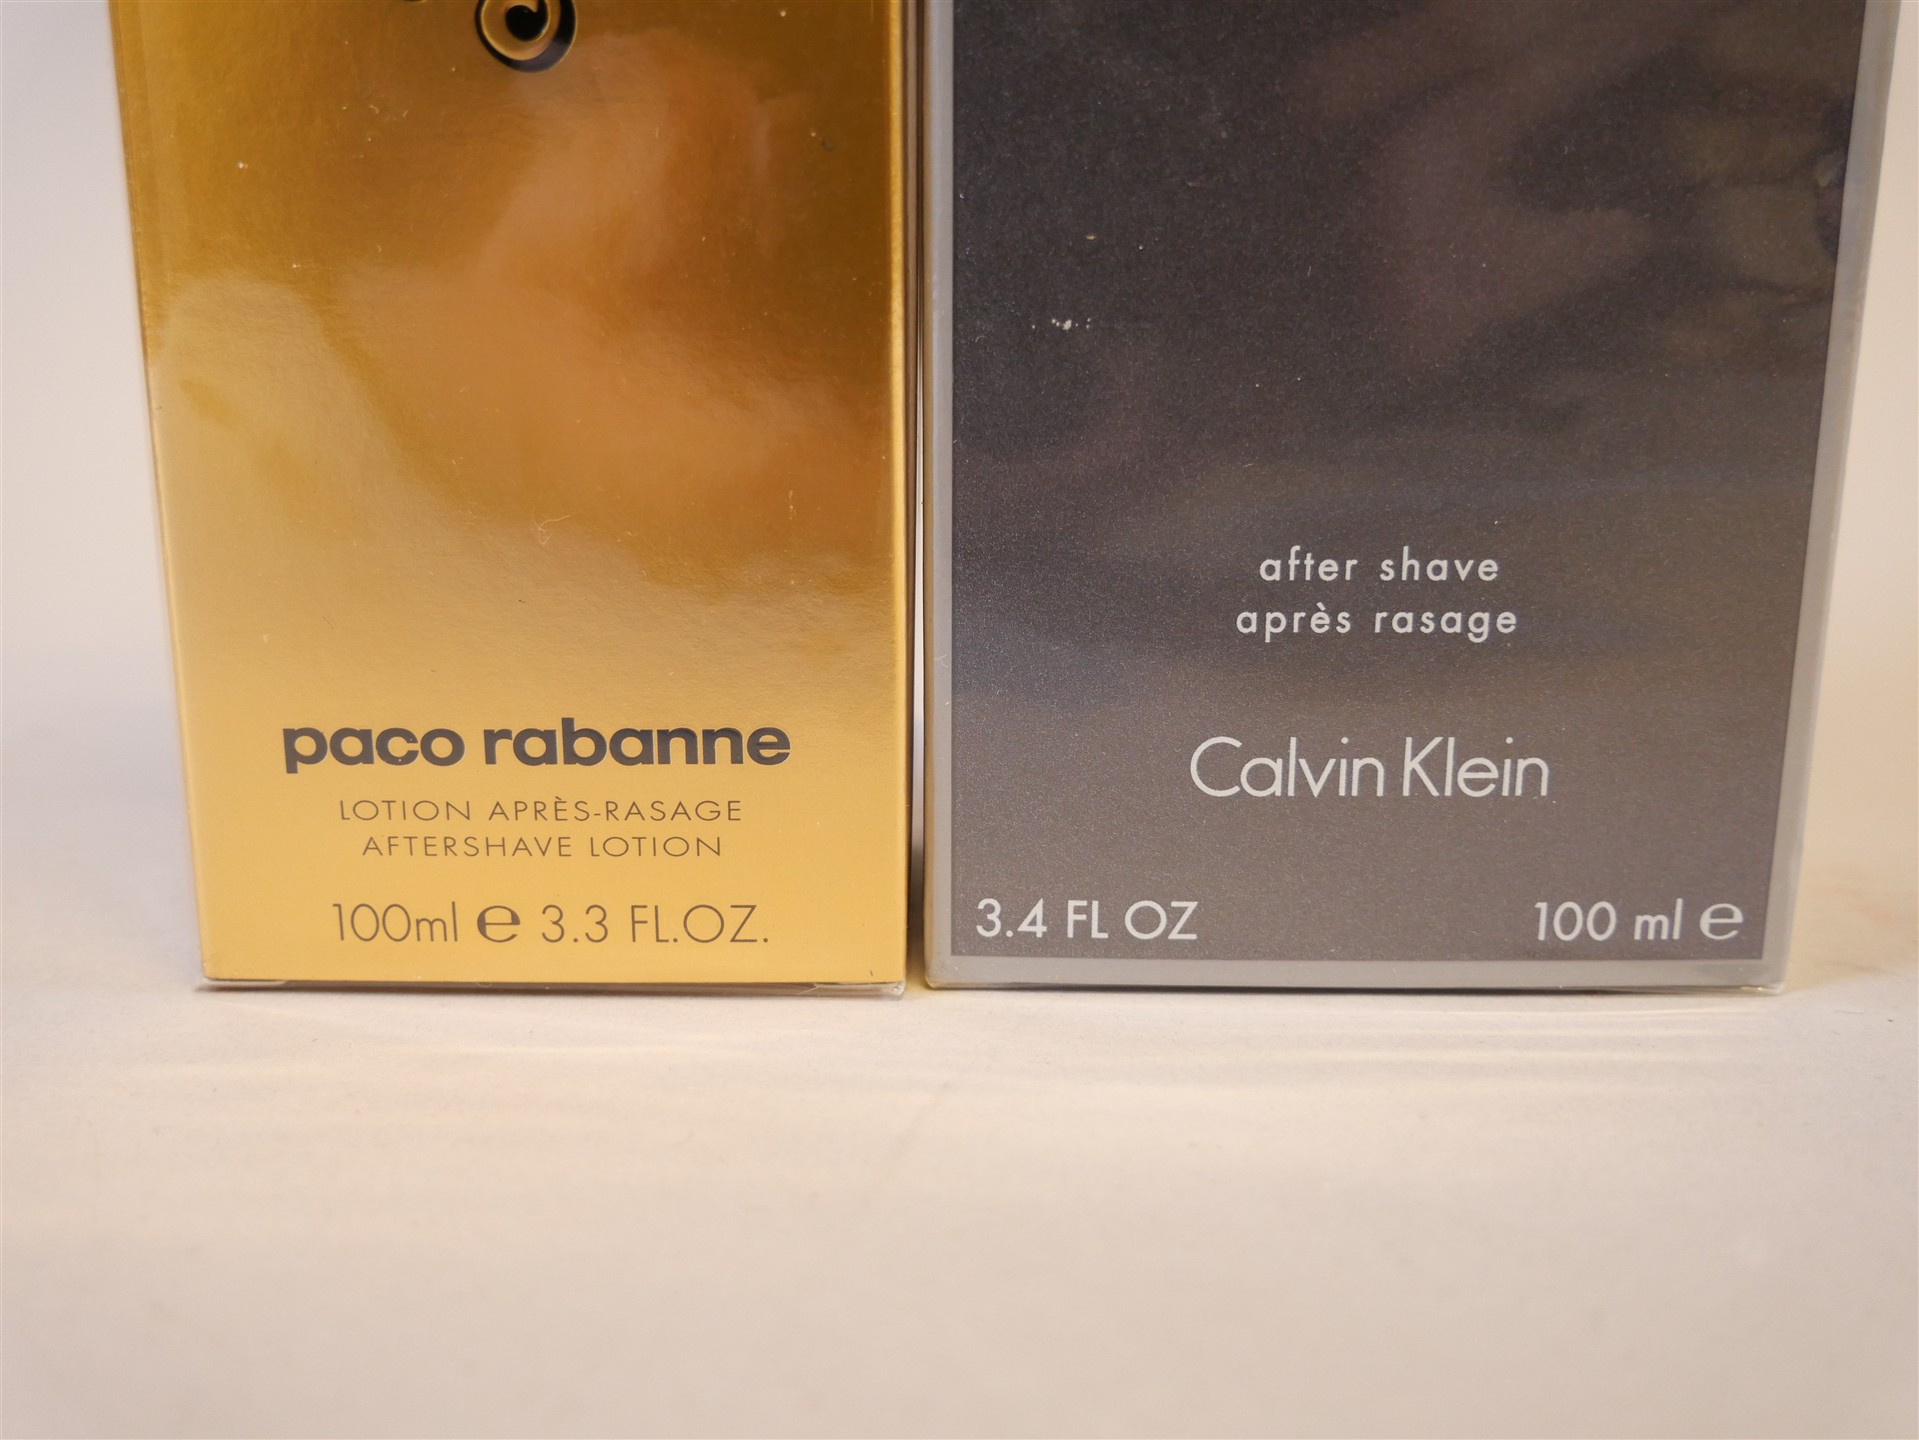 paco rabanne
LOTION APRÈS-RASAGE
AFTERSHAVE LOTION
100ml ℮ 3.3 FL.OZ.
after shave
après rasage
Calvin Klein
3.4 FL OZ 100 ml ℮